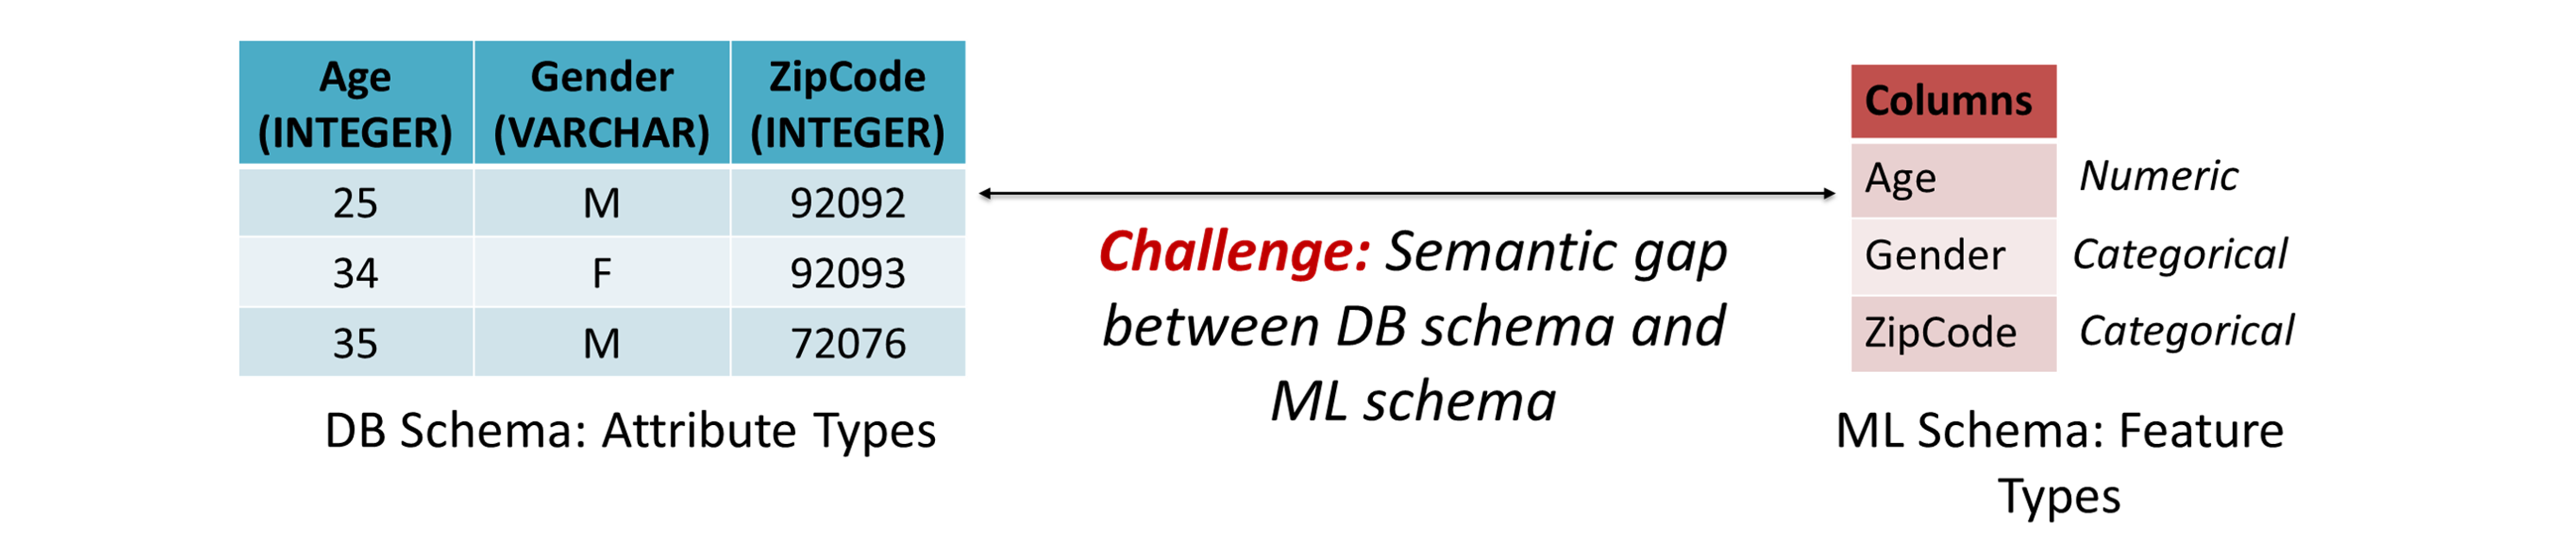 Age Gender ZipCode
(INTEGER) (VARCHAR) (INTEGER)
25 M 92092
34 F 92093
35 M 72076
DB Schema: Attribute Types
Challenge: Semantic gap
between DB schema and
ML schema
Columns
Age Numeric
Gender Categorical
ZipCode Categorical
ML Schema: Feature
Types